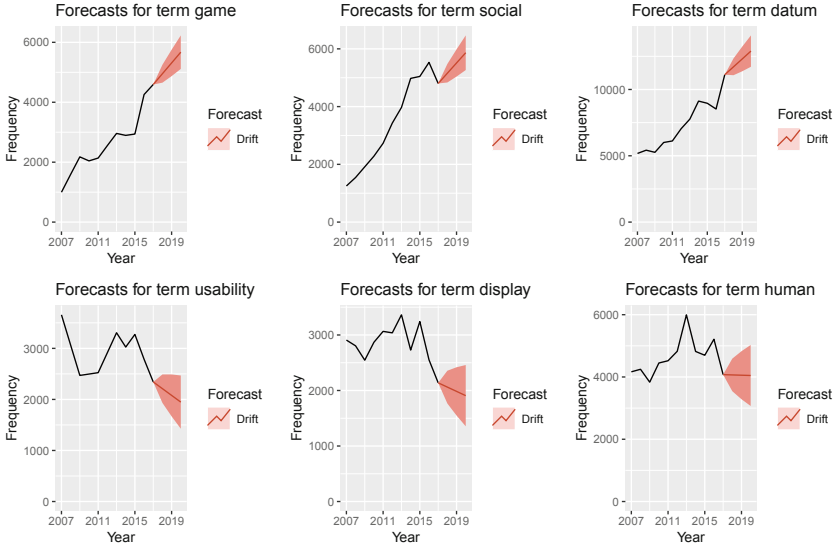 Forecasts for term game
Frequency
6000
4000
2000
0
2007 2011 2015 2019
Year
Forecast
Drift
Forecasts for term social
Frequency
6000
4000
2000
0
2007 2011 2015 2019
Year
Forecast
Drift
Forecasts for term datum
Frequency
10000
5000
0
2007 2011 2015 2019
Year
Forecast
Drift
Forecasts for term usability
Frequency
3000
2000
1000
0
2007 2011 2015 2019
Year
Forecast
Drift
Forecasts for term display
Frequency
3000
2000
1000
0
2007 2011 2015 2019
Year
Forecast
Drift
Forecasts for term human
Frequency
6000
4000
2000
0
2007 2011 2015 2019
Year
Forecast
Drift